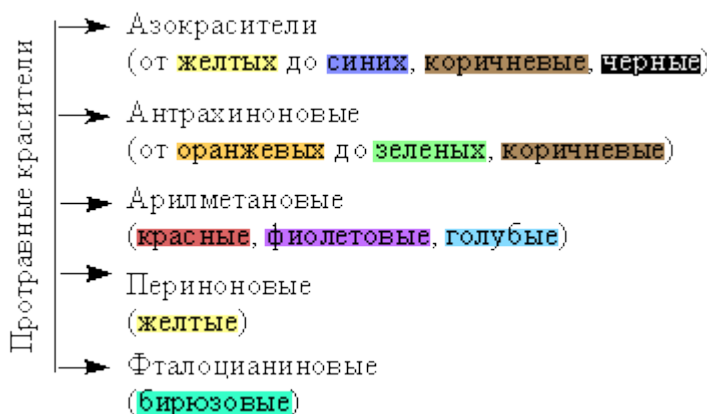 Протравные красители
Азокрасители
(от желтых до синих, коричневые, черные)
Антрахиноновые
(от оранжевых до зеленых, коричневые)
Арилметановые
(красные, фиолетовые, голубые)
Периноновые
(желтые)
Фталоцианиновые
(бирюзовые)